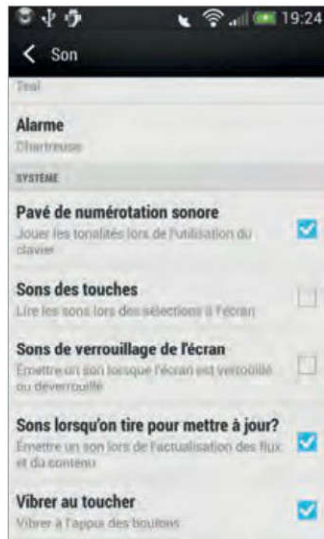 19:24
Son
Teal
Alarme
Chartreuse
SYSTÈME
Pavé de numérotation sonore
Jouer les tonalités lors de l'utilisation du
clavier
Sons des touches
Lire les sons lors des sélections à l'écran
Sons de verrouillage de l'écran
Émettre un son lorsque l'écran est verrouillé
ou déverrouillé
Sons lorsqu'on tire pour mettre à jour?
Émettre un son lors de l'actualisation des flux
et du contenu
Vibrer au toucher
Vibrer à l'appui des boutons